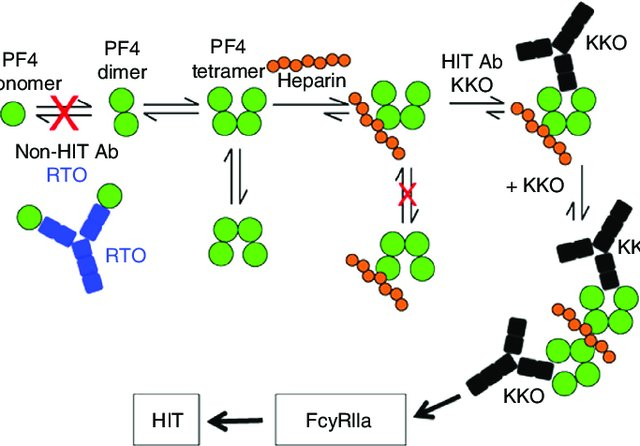 PF4
onomer
PF4
dimer
PF4
tetramer
Heparin
HIT Ab
KKO
KKO
Non-HIT Ab
RTO
RTO
+ KKO
KK
KKO
HIT
FcyRIIa